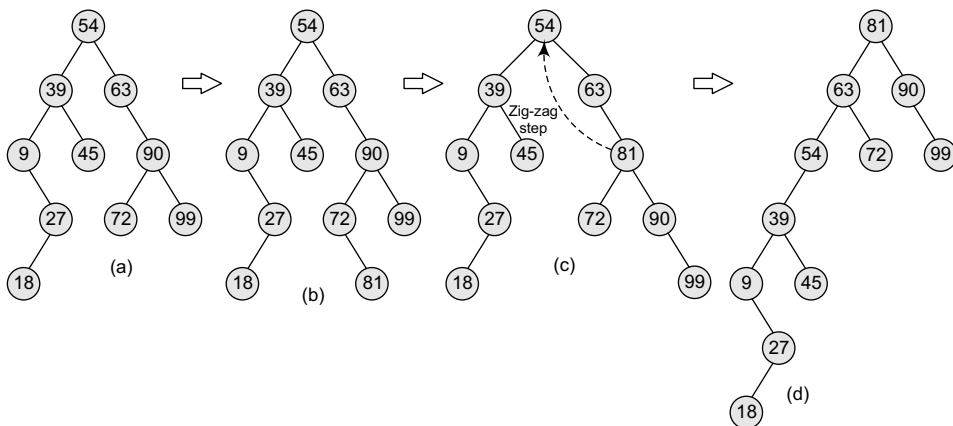 54
39 63
9 45 90
27 72 99
18
(a)
54
39 63
9 45 90
27 72 99
18 81
(b)
54
39 63
Zig-zag
step
9 45 81
27 72 90
18 99
(c)
81
63 90
54 72 99
39
9 45
27
18
(d)